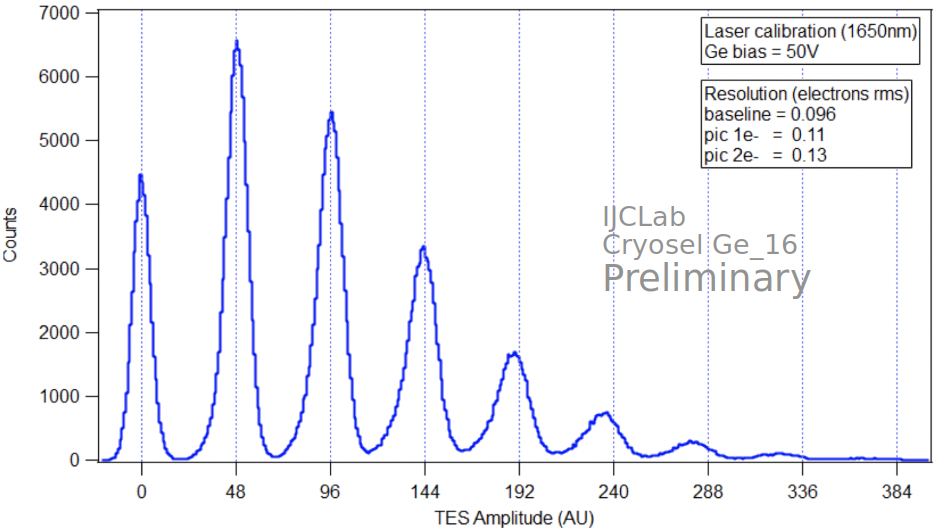 7000
6000
5000
4000
3000
2000
1000
0
Counts
Laser calibration (1650nm)
Ge bias = 50V
Resolution (electrons rms)
baseline = 0.096
pic 1e- = 0.11
pic 2e- = 0.13
IJCLab
Cryosel Ge_16
Preliminary
0 48 96 144 192 240 288 336 384
TES Amplitude (AU)